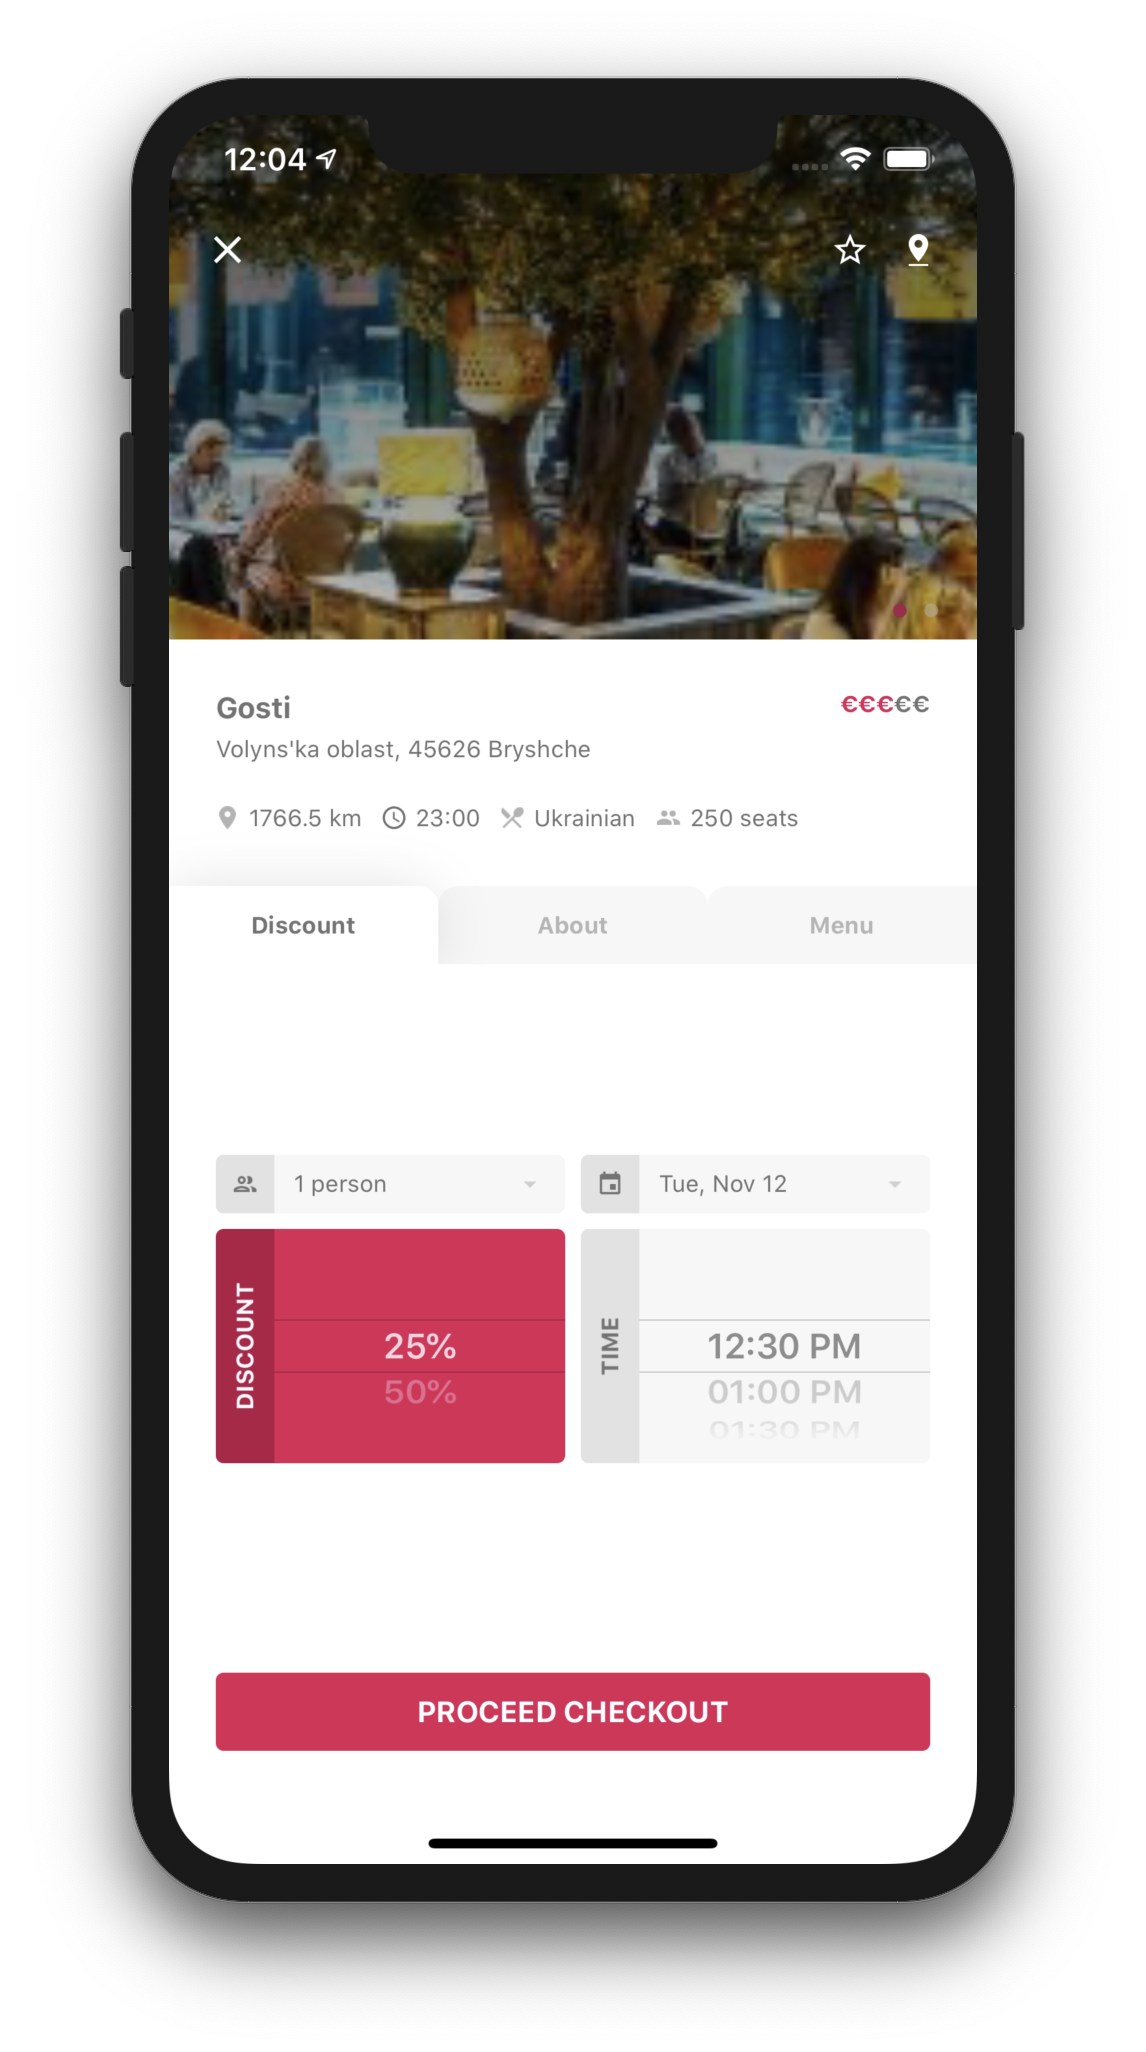 12:04
Gosti
€€€€€
Volyns'ka oblast, 45626 Bryshche
1766.5 km 23:00 Ukrainian 250 seats
Discount About Menu
1 person Tue, Nov 12
DISCOUNT
25%
50%
TIME
12:30 PM
01:00 PM
01:30 PM
PROCEED CHECKOUT